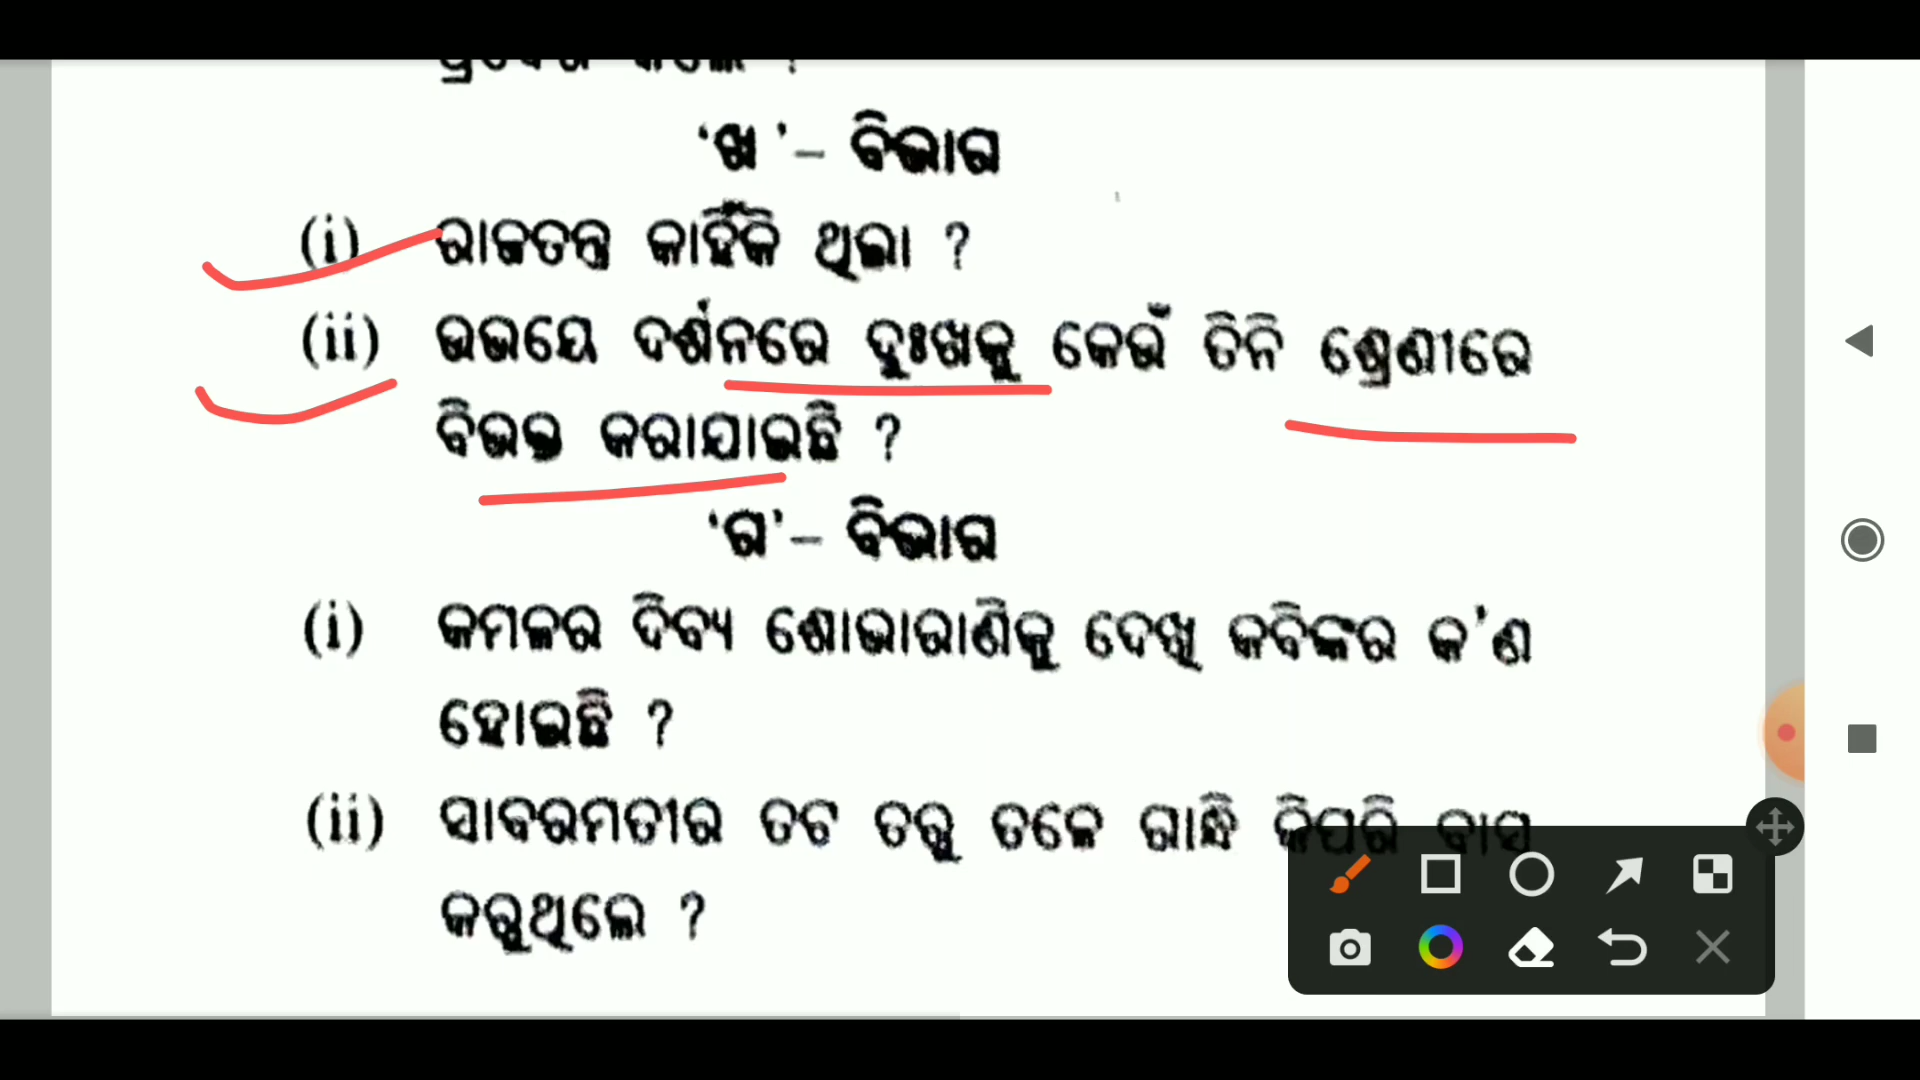 ‘ଖ’ – ବିଭାଗ
(i) ରାଜତନ୍ତ୍ର କାହିଁକି ଥିଲା ?
(ii) ଉଭୟେ ଦର୍ଶନରେ ଦୁଃଖକୁ କେଉଁ ତିନି ଶ୍ରେଣୀରେ
ବିଭକ୍ତ କରାଯାଇଛି ?
‘ଗ’ – ବିଭାଗ
(i) କମଳର ଦିବ୍ୟ ଶୋଭାରାଣିକୁ ଦେଖି କବିଙ୍କର କ'ଣ
ହୋଇଛି ?
(ii) ସାବରମତୀର ତଟ ତରୁ ତଳେ ଗାନ୍ଧି କିପରି ବାସ
କରୁଥିଲେ ?